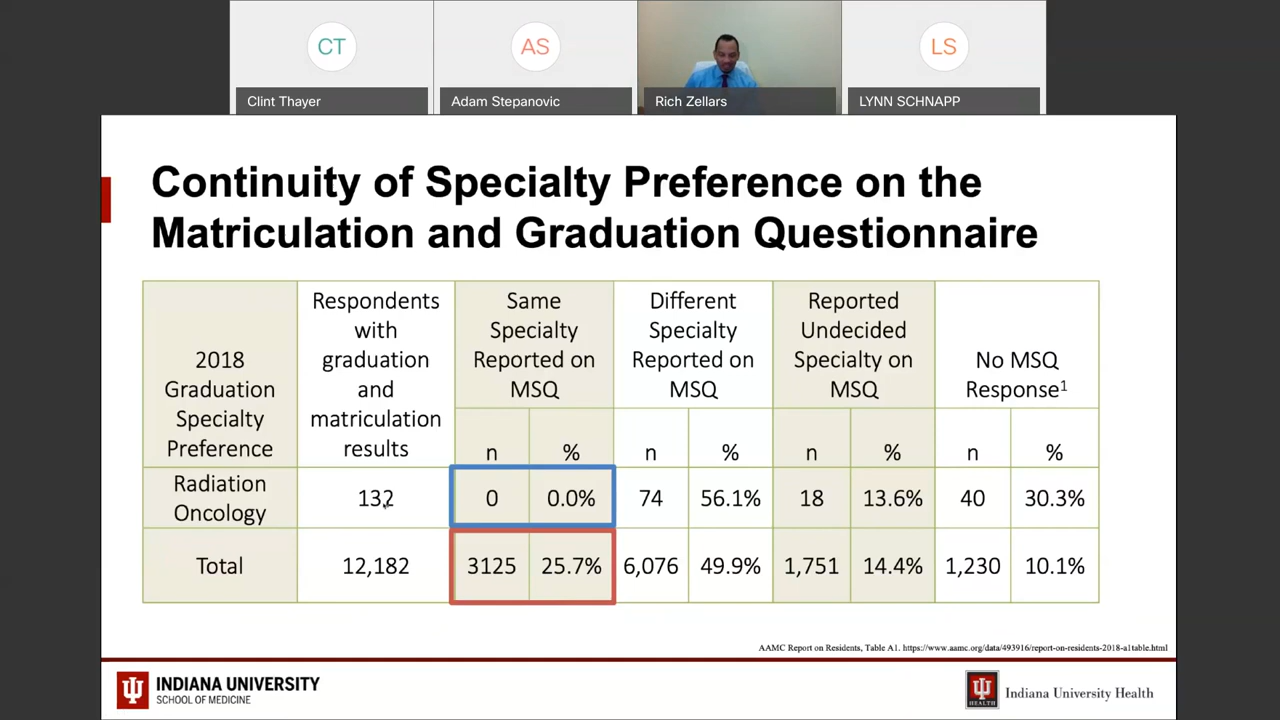 CT
AS
LS
Clint Thayer
Adam Stepanovic
Rich Zellars
LYNN SCHNAPP
Continuity of Specialty Preference on the
Matriculation and Graduation Questionnaire
2018
Graduation
Specialty
Preference
Respondents
with
graduation
and
matriculation
results
Same
Specialty
Reported on
MSQ
Different
Specialty
Reported on
MSQ
Reported
Undecided
Specialty on
MSQ
No MSQ
Response¹
n % n % n % n %
Radiation
Oncology
132 0 0.0% 74 56.1% 18 13.6% 40 30.3%
Total 12,182 3125 25.7% 6,076 49.9% 1,751 14.4% 1,230 10.1%
AAMC Report on Residents, Table A1. https://www.aamc.org/data/493916/report-on-residents-2018-a1table.html
INDIANA UNIVERSITY
SCHOOL OF MEDICINE
HEALTH
Indiana University Health